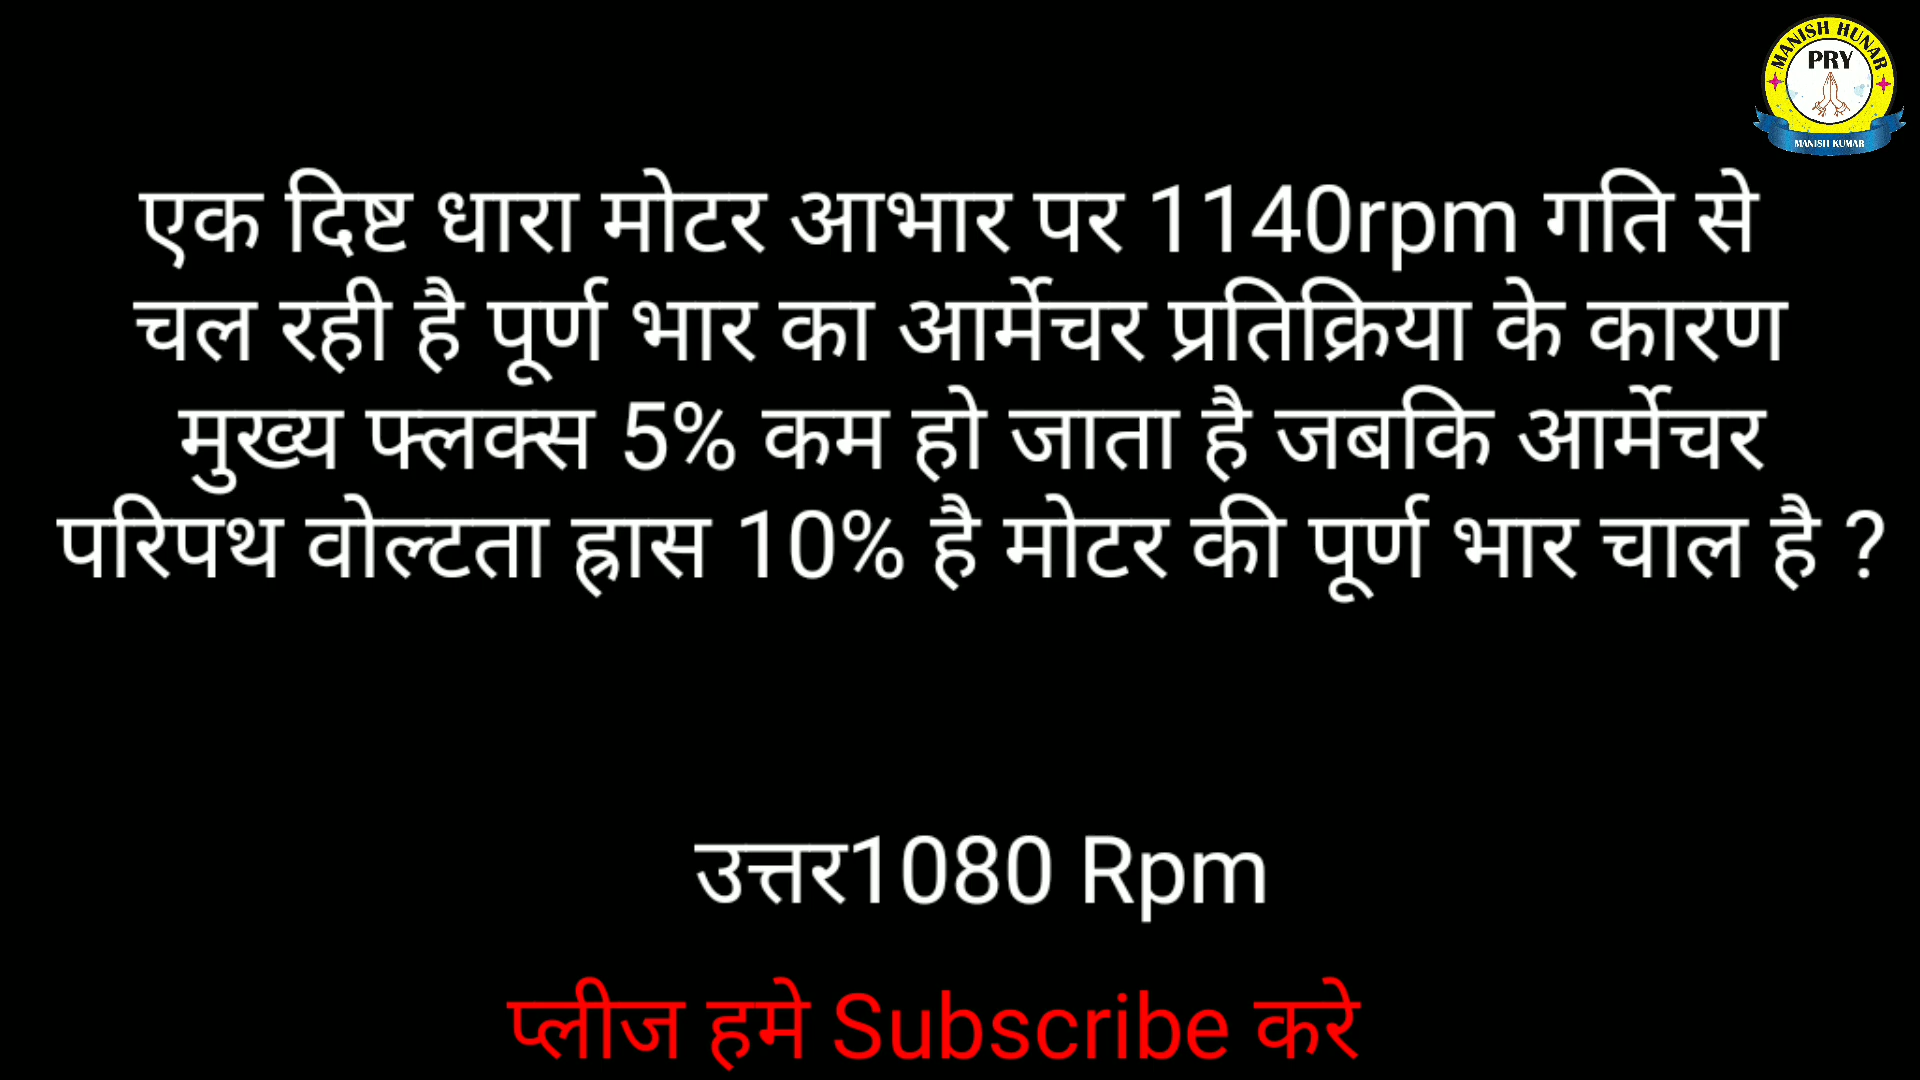 MANISH HUNAR
PRY
MANISH KUMAR
एक दिष्ट धारा मोटर आभार पर 1140rpm गति से
चल रही है पूर्ण भार का आर्मेचर प्रतिक्रिया के कारण
मुख्य फ्लक्स 5% कम हो जाता है जबकि आर्मेचर
परिपथ वोल्टता ह्रास 10% है मोटर की पूर्ण भार चाल है ?
उत्तर1080 Rpm
प्लीज हमे Subscribe करे